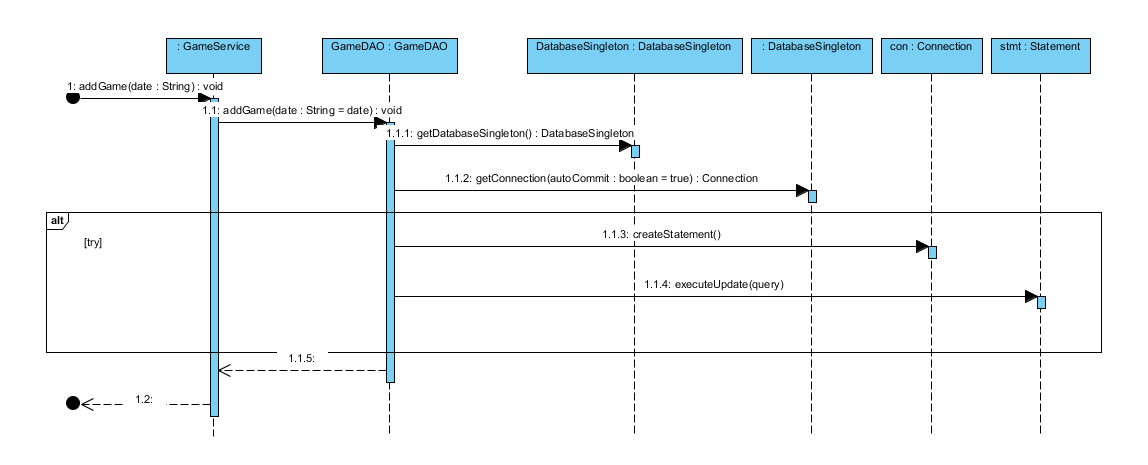 : GameService
GameDAO : GameDAO
DatabaseSingleton : DatabaseSingleton
: DatabaseSingleton
con : Connection
stmt : Statement
1: addGame(date : String) : void
1.1: addGame(date : String = date) : void
1.1.1: getDatabaseSingleton() : DatabaseSingleton
1.1.2: getConnection(autoCommit : boolean = true) : Connection
alt
[try]
1.1.3: createStatement()
1.1.4: executeUpdate(query)
1.1.5:
1.2: